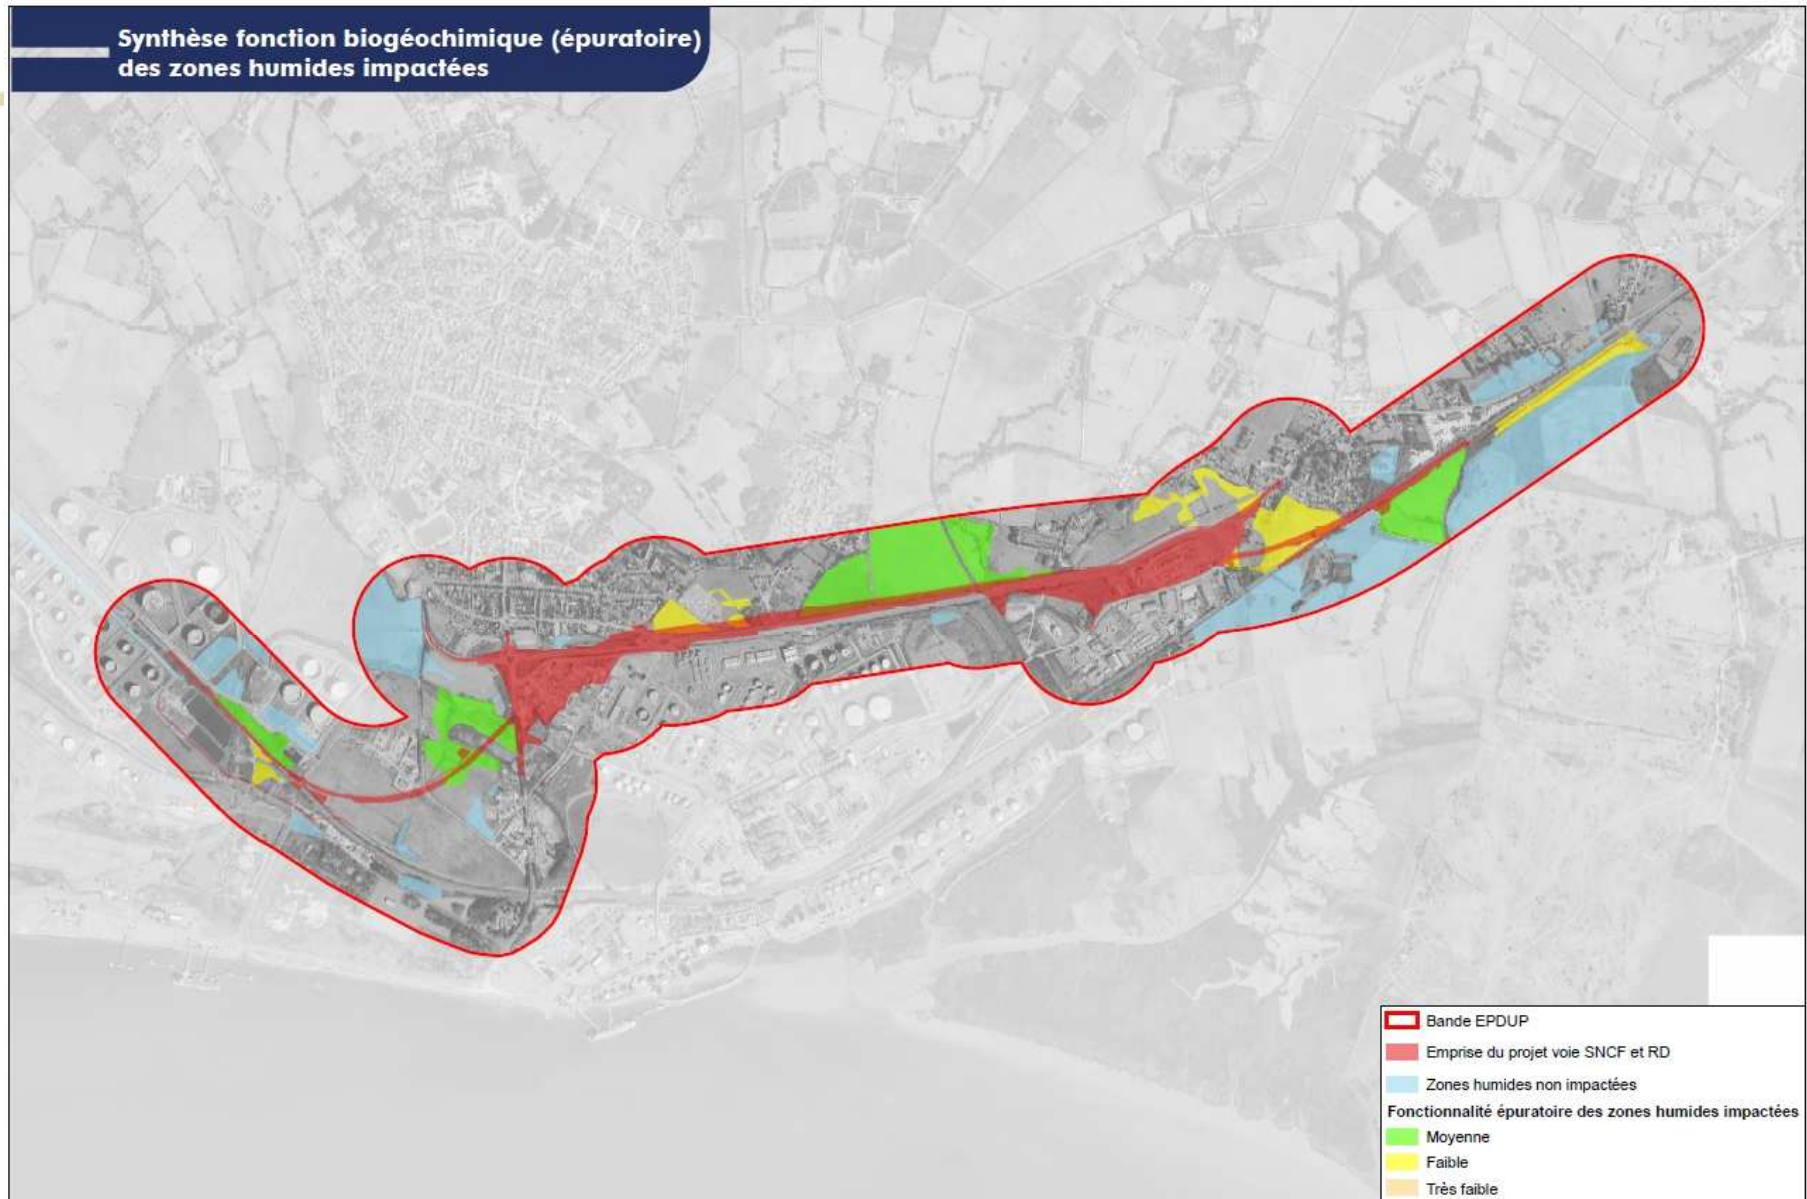 Synthèse fonction biogéochimique (épuratoire)
des zones humides impactées
Bande EPDUP
Emprise du projet voie SNCF et RD
Zones humides non impactées
Fonctionnalité épuratoire des zones humides impactées
Moyenne
Faible
Très faible